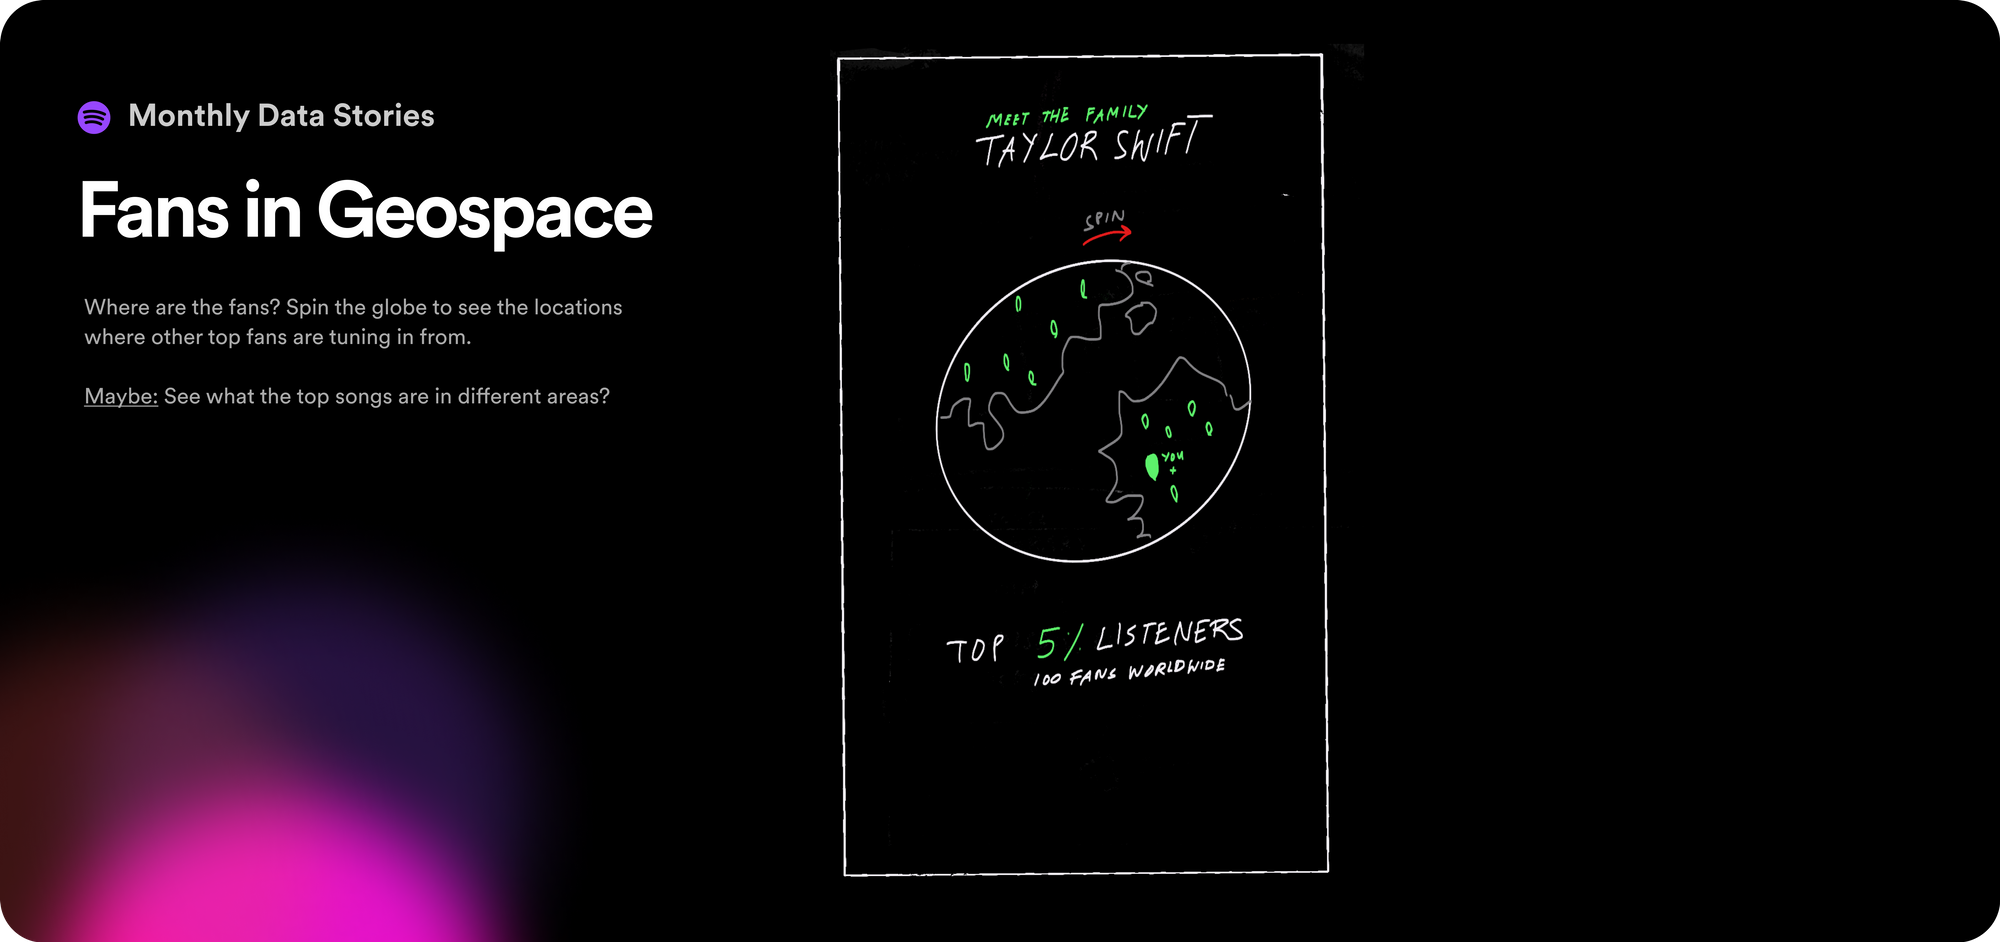 Monthly Data Stories
Fans in Geospace
Where are the fans? Spin the globe to see the locations
where other top fans are tuning in from.
Maybe: See what the top songs are in different areas?
MEET THE FAMILY
TAYLOR SWIFT
SPIN
YOU
+
TOP 5% LISTENERS
100 FANS WORLDWIDE